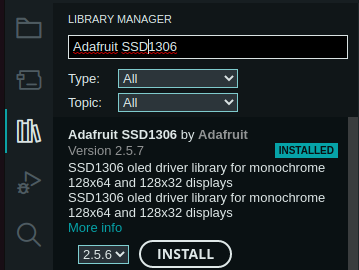 LIBRARY MANAGER
Adafruit SSD1306
Type: All
Topic: All
Adafruit SSD1306 by Adafruit
Version 2.5.7 INSTALLED
SSD1306 oled driver library for monochrome
128x64 and 128x32 displays
SSD1306 oled driver library for monochrome
128x64 and 128x32 displays
More info
2.5.6 INSTALL